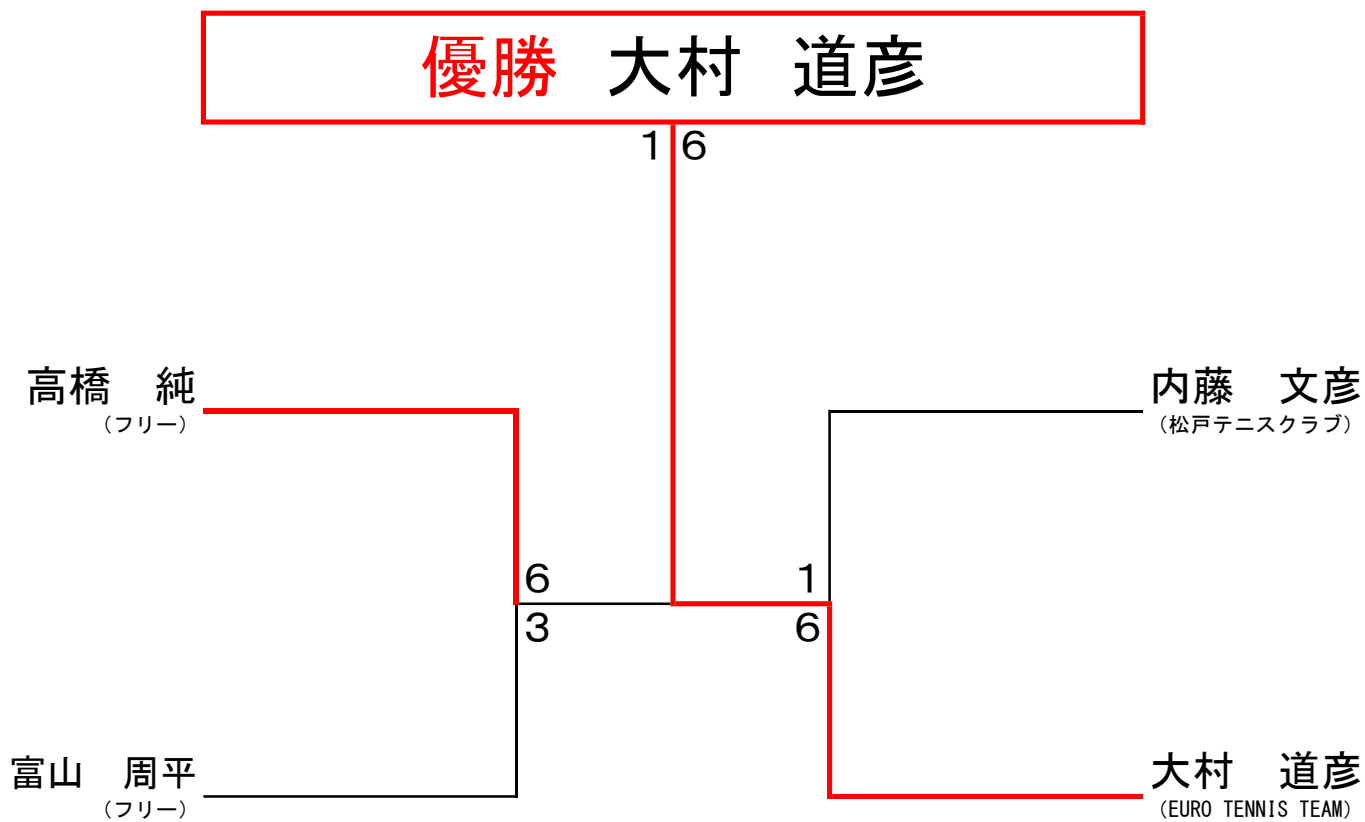 優勝　大村　道彦
1 6
高橋　純
（フリー）
内藤　文彦
（松戸テニスクラブ）
6
1
3
6
富山　周平
（フリー）
大村　道彦
（EURO TENNIS TEAM）